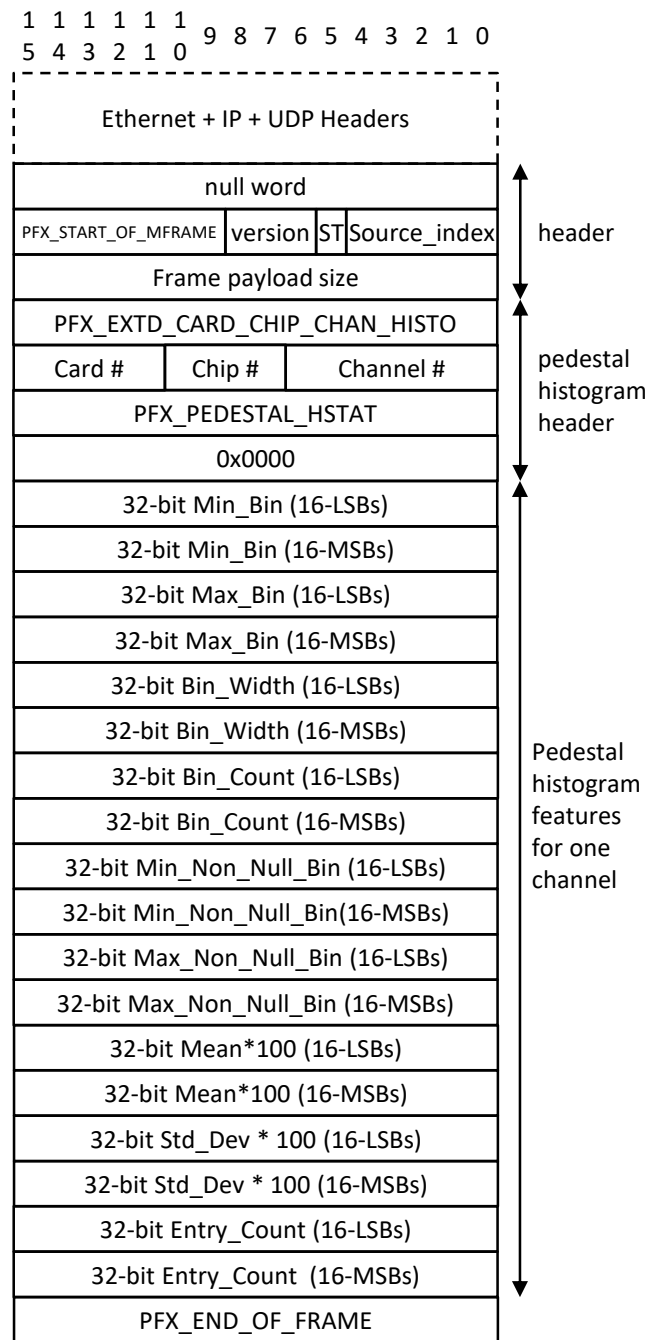 1 1 1 1 1 1 9 8 7 6 5 4 3 2 1 0
5 4 3 2 1 0
Ethernet + IP + UDP Headers
null word
PFX_START_OF_MFRAME version ST Source_index
header
Frame payload size
PFX_EXTD_CARD_CHIP_CHAN_HISTO
Card # Chip # Channel #
pedestal
histogram
header
PFX_PEDESTAL_HSTAT
0x0000
32-bit Min_Bin (16-LSBs)
32-bit Min_Bin (16-MSBs)
32-bit Max_Bin (16-LSBs)
32-bit Max_Bin (16-MSBs)
32-bit Bin_Width (16-LSBs)
32-bit Bin_Width (16-MSBs)
32-bit Bin_Count (16-LSBs)
32-bit Bin_Count (16-MSBs)
32-bit Min_Non_Null_Bin (16-LSBs)
32-bit Min_Non_Null_Bin(16-MSBs)
32-bit Max_Non_Null_Bin (16-LSBs)
32-bit Max_Non_Null_Bin (16-MSBs)
32-bit Mean*100 (16-LSBs)
32-bit Mean*100 (16-MSBs)
32-bit Std_Dev * 100 (16-LSBs)
32-bit Std_Dev * 100 (16-MSBs)
32-bit Entry_Count (16-LSBs)
32-bit Entry_Count (16-MSBs)
Pedestal
histogram
features
for one
channel
PFX_END_OF_FRAME